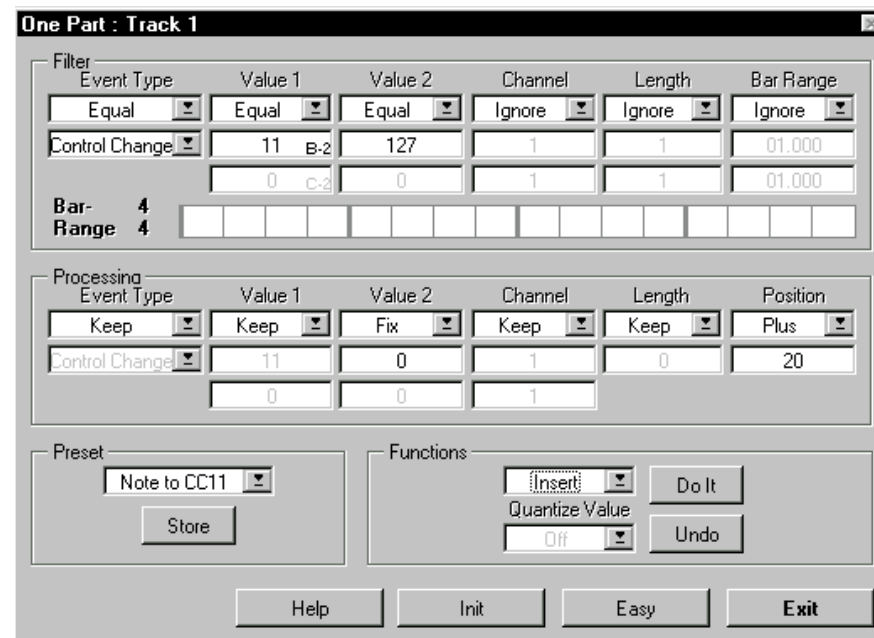 One Part : Track 1
Filter
Event Type Value 1 Value 2 Channel Length Bar Range
Equal Equal Equal Ignore Ignore Ignore
Control Change 11 B-2 127 1 1 01.000
0 C-2 0 1 1 01.000
Bar- 4
Range 4
Processing
Event Type Value 1 Value 2 Channel Length Position
Keep Keep Fix Keep Keep Plus
Control Change 11 0 1 0 20
0 0 1
Preset
Note to CC11
Store
Functions
Insert Do It
Quantize Value
Off Undo
Help Init Easy Exit